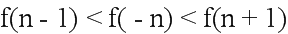 f(n - 1) < f( - n) < f(n + 1)